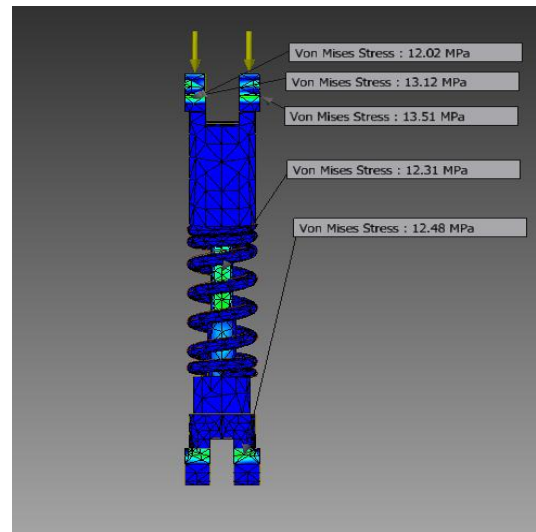 Von Mises Stress : 12.02 MPa
Von Mises Stress : 13.12 MPa
Von Mises Stress : 13.51 MPa
Von Mises Stress : 12.31 MPa
Von Mises Stress : 12.48 MPa